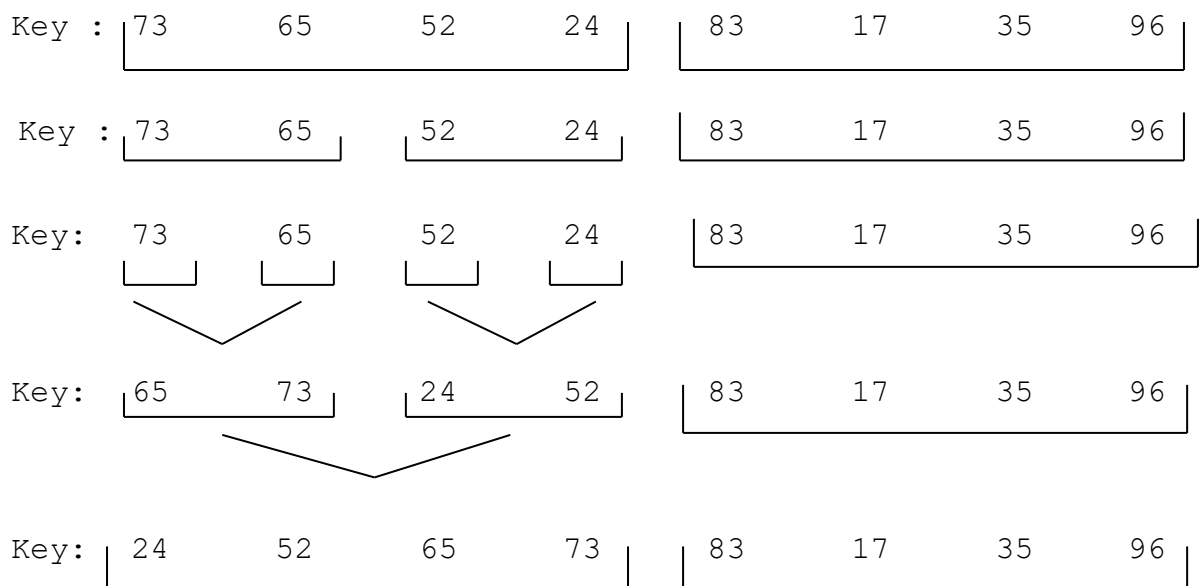 Key : 73 65 52 24 83 17 35 96
Key : 73 65 52 24 83 17 35 96
Key: 73 65 52 24 83 17 35 96
Key: 65 73 24 52 83 17 35 96
Key: 24 52 65 73 83 17 35 96